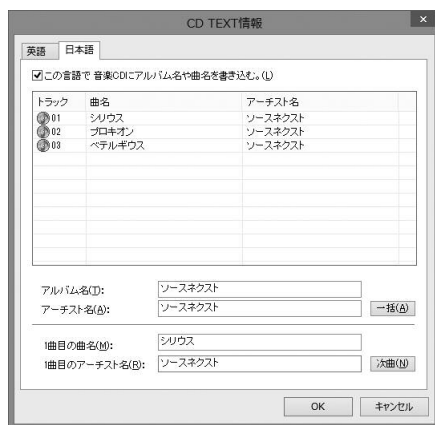 CD TEXT情報
英語 日本語
この言語で 音楽CDにアルバム名や曲名を書き込む。(L)
トラック 曲名 アーチスト名
01 シリウス ソースネクスト
02 プロキオン ソースネクスト
03 ベテルギウス ソースネクスト
アルバム名(T): ソースネクスト
アーチスト名(A): ソースネクスト 一括(A)
1曲目の曲名(M): シリウス
1曲目のアーチスト名(R): ソースネクスト 次曲(N)
OK キャンセル